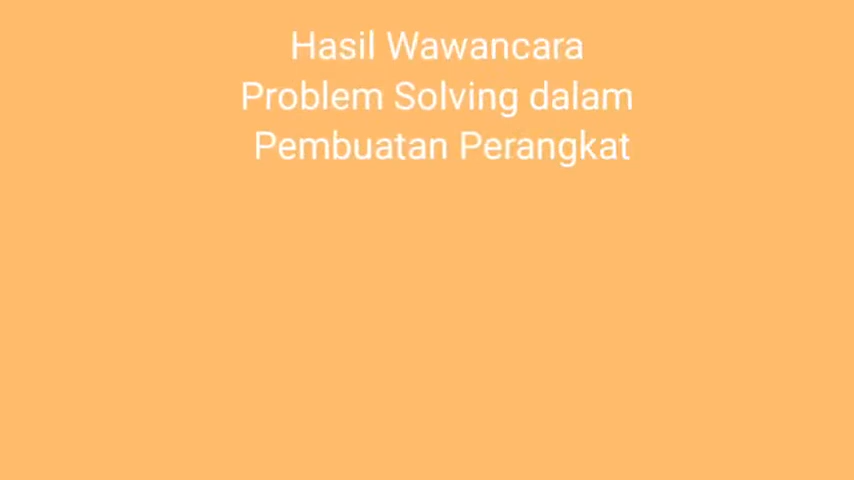 Hasil Wawancara
Problem Solving dalam
Pembuatan Perangkat